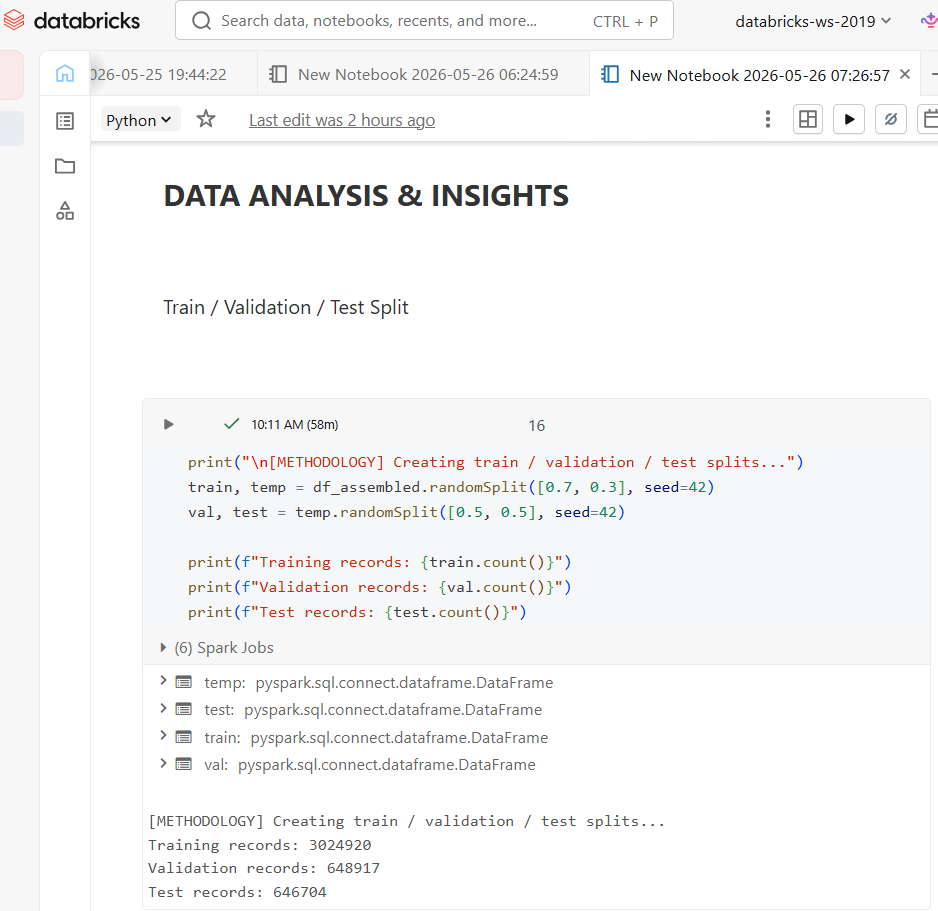 databricks
Search data, notebooks, recents, and more... CTRL + P
databricks-ws-2019
026-05-25 19:44:22
New Notebook 2026-05-26 06:24:59
New Notebook 2026-05-26 07:26:57
Python
Last edit was 2 hours ago
DATA ANALYSIS & INSIGHTS
Train / Validation / Test Split
10:11 AM (58m) 16
print("\n[METHODOLOGY] Creating train / validation / test splits...")
train, temp = df_assembled.randomSplit([0.7, 0.3], seed=42)
val, test = temp.randomSplit([0.5, 0.5], seed=42)
print(f"Training records: {train.count()}")
print(f"Validation records: {val.count()}")
print(f"Test records: {test.count()}")
(6) Spark Jobs
temp: pyspark.sql.connect.dataframe.DataFrame
test: pyspark.sql.connect.dataframe.DataFrame
train: pyspark.sql.connect.dataframe.DataFrame
val: pyspark.sql.connect.dataframe.DataFrame
[METHODOLOGY] Creating train / validation / test splits...
Training records: 3024920
Validation records: 648917
Test records: 646704